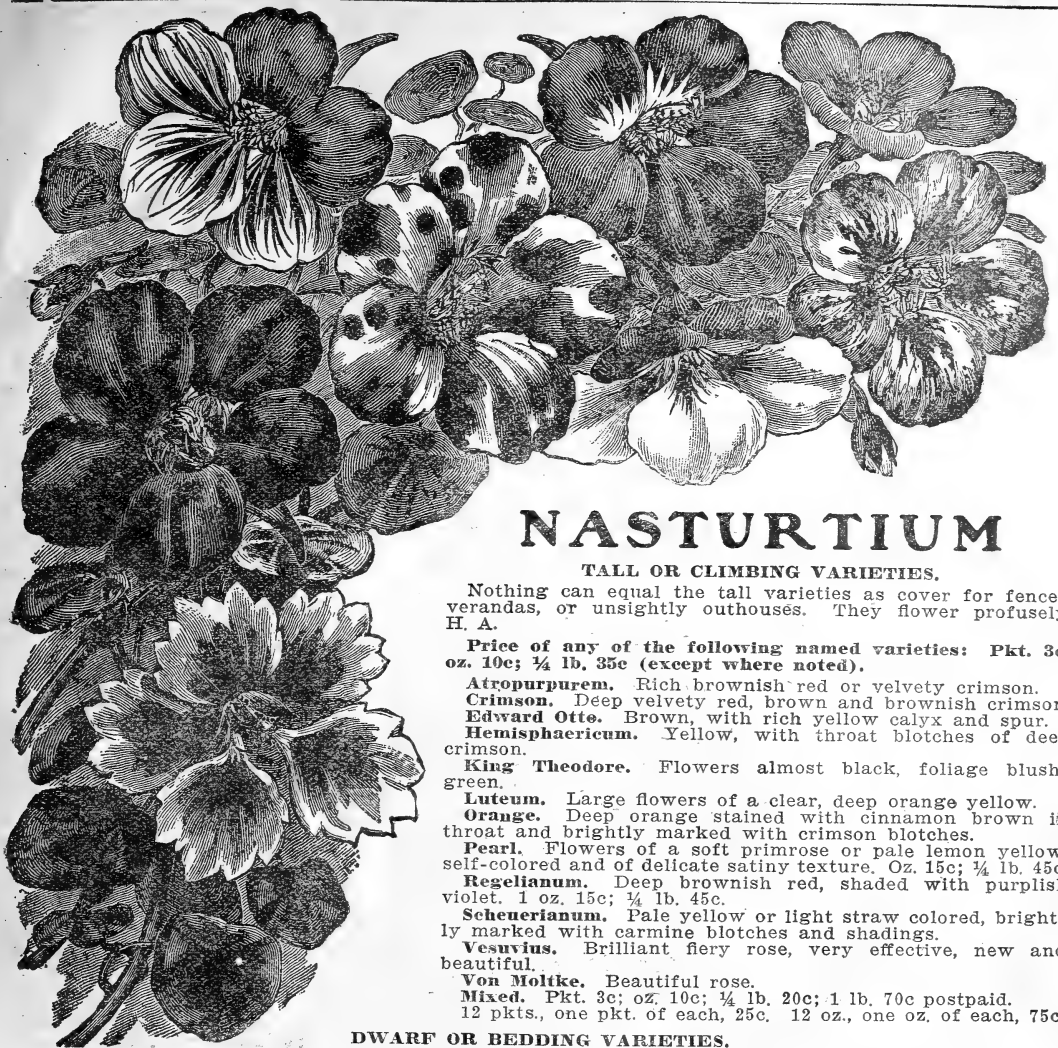 NASTURTIUM
TALL OR CLIMBING VARIETIES.
Nothing can equal the tall varieties as cover for fence
verandas, or unsightly outhouses. They flower profusel
H. A.
Price of any of the following named varieties: Pkt. 3c
oz. 10c; ¼ lb. 35c (except where noted).
Atropurpurem. Rich brownish red or velvety crimson.
Crimson. Deep velvety red, brown and brownish crimson
Edward Otto. Brown, with rich yellow calyx and spur.
Hemisphaericum. Yellow, with throat blotches of dee
crimson.
King Theodore. Flowers almost black, foliage blush
green.
Luteum. Large flowers of a clear, deep orange yellow.
Orange. Deep orange stained with cinnamon brown i
throat and brightly marked with crimson blotches.
Pearl. Flowers of a soft primrose or pale lemon yellow
self-colored and of delicate satiny texture. Oz. 15c; ¼ lb. 45c
Regelianum. Deep brownish red, shaded with purplis
violet. 1 oz. 15c; ¼ lb. 45c.
Scheuerianum. Pale yellow or light straw colored, bright-
ly marked with carmine blotches and shadings.
Vesuvius. Brilliant fiery rose, very effective, new and
beautiful.
Von Moltke. Beautiful rose.
Mixed. Pkt. 3c; oz. 10c; ¼ lb. 20c; 1 lb. 70c postpaid.
12 pkts., one pkt. of each, 25c. 12 oz., one oz. of each, 75c
DWARF OR BEDDING VARIETIES.